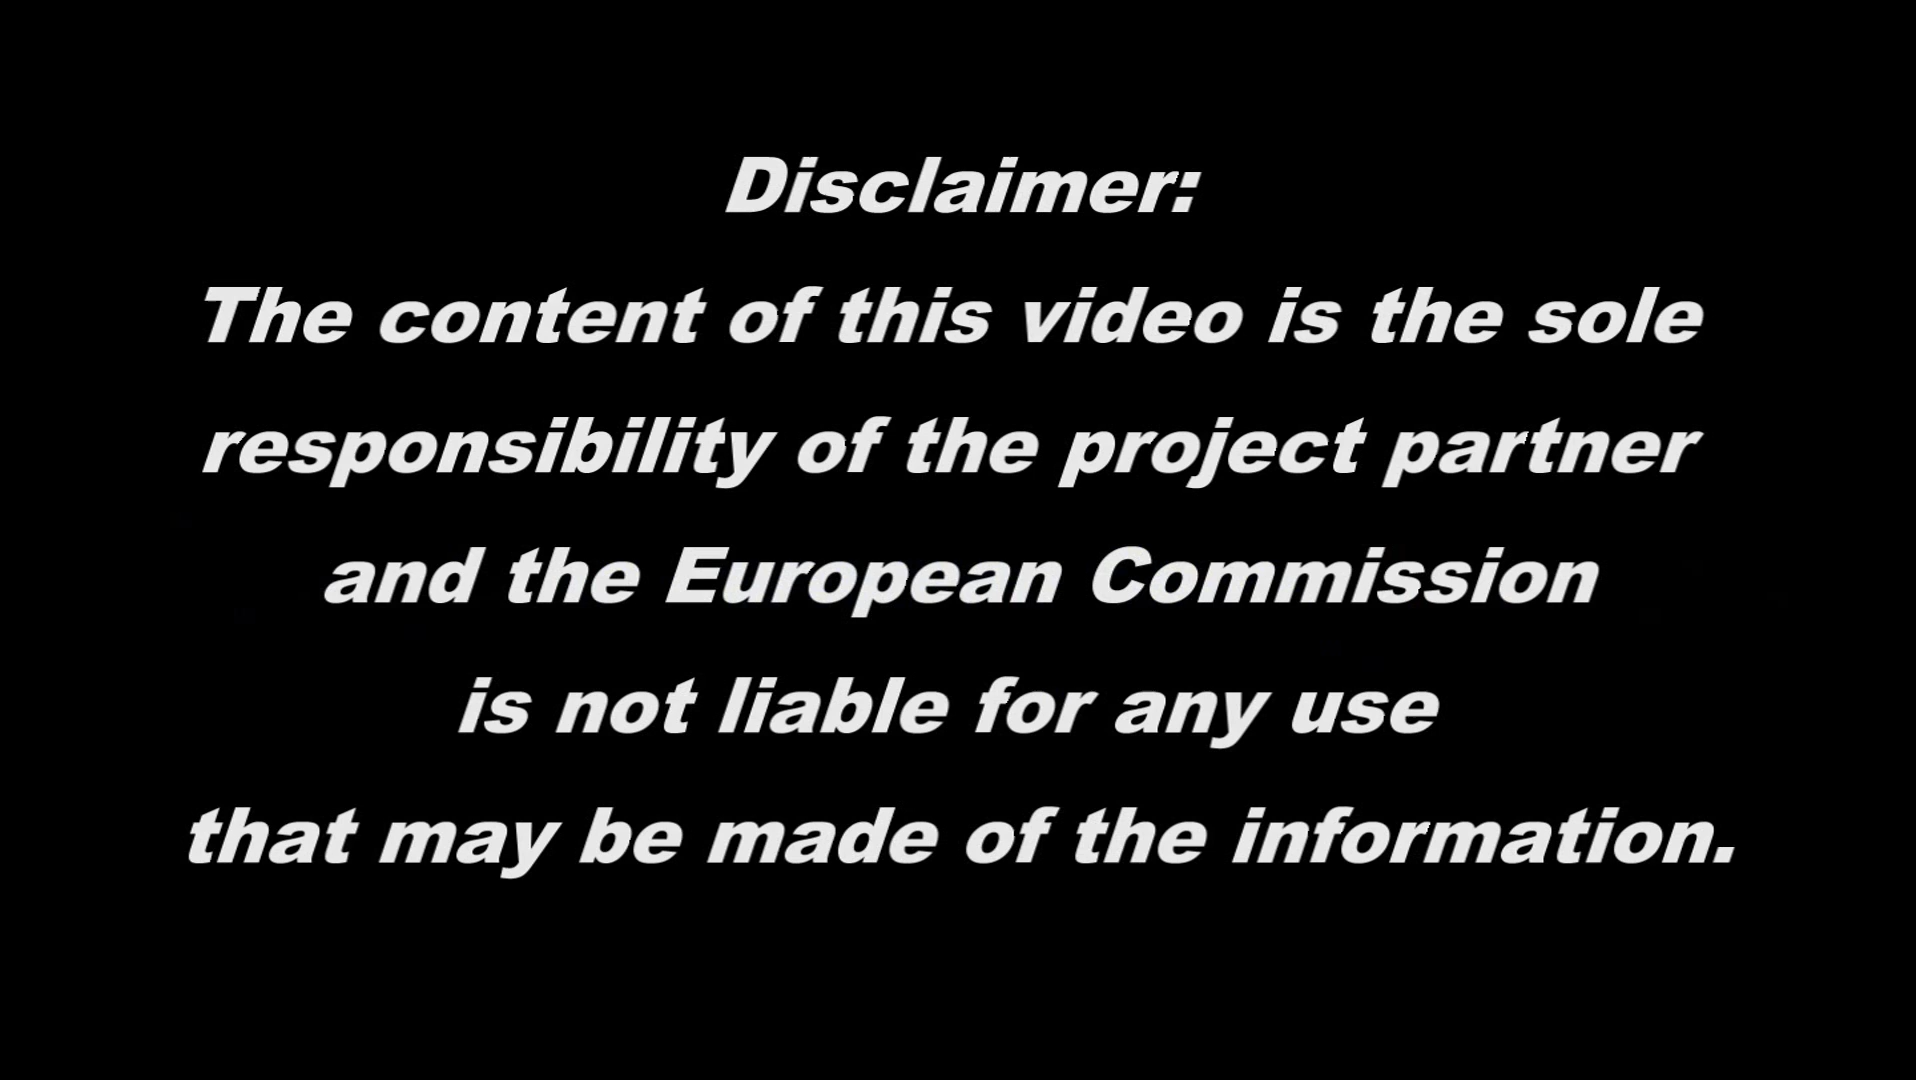 Disclaimer:
The content of this video is the sole
responsibility of the project partner
and the European Commission
is not liable for any use
that may be made of the information.